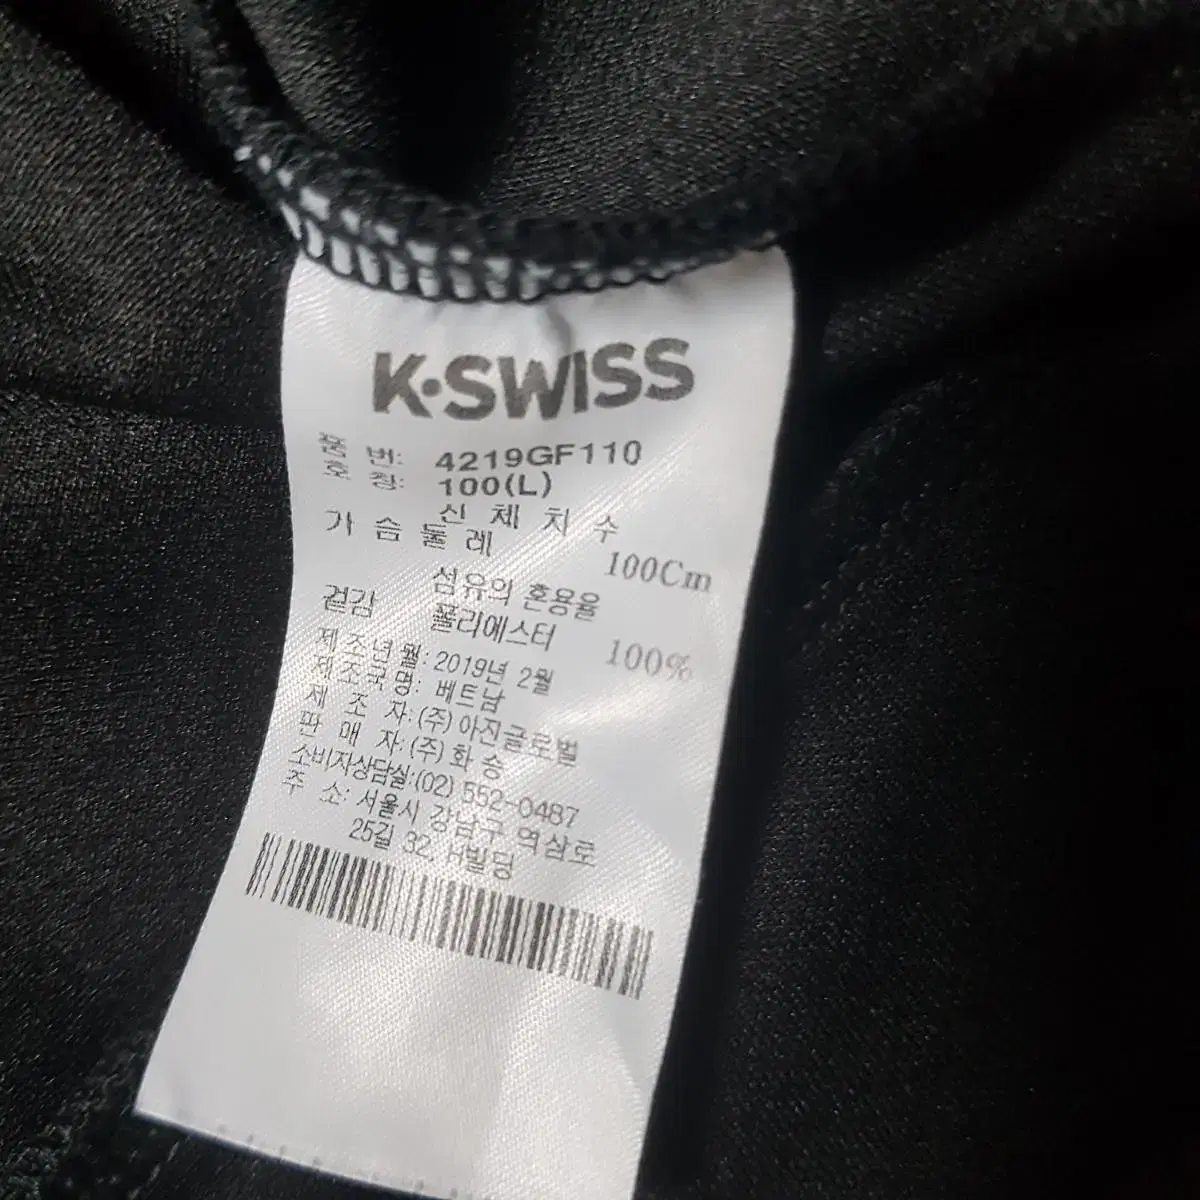 K·SWISS
품 번: 4219GF110
호 칭: 100(L)
신 체 치 수
가 슴 둘 레 100Cm
섬유의 혼용율
겉감 폴리에스터 100%
제조년월: 2019년 2월
제조국명: 베트남
제 조 자: (주)아진글로벌
판 매 자: (주)화 승
소비자상담실:(02) 552-0487
주 소: 서울시 강남구 역삼로
25길 32, H빌딩